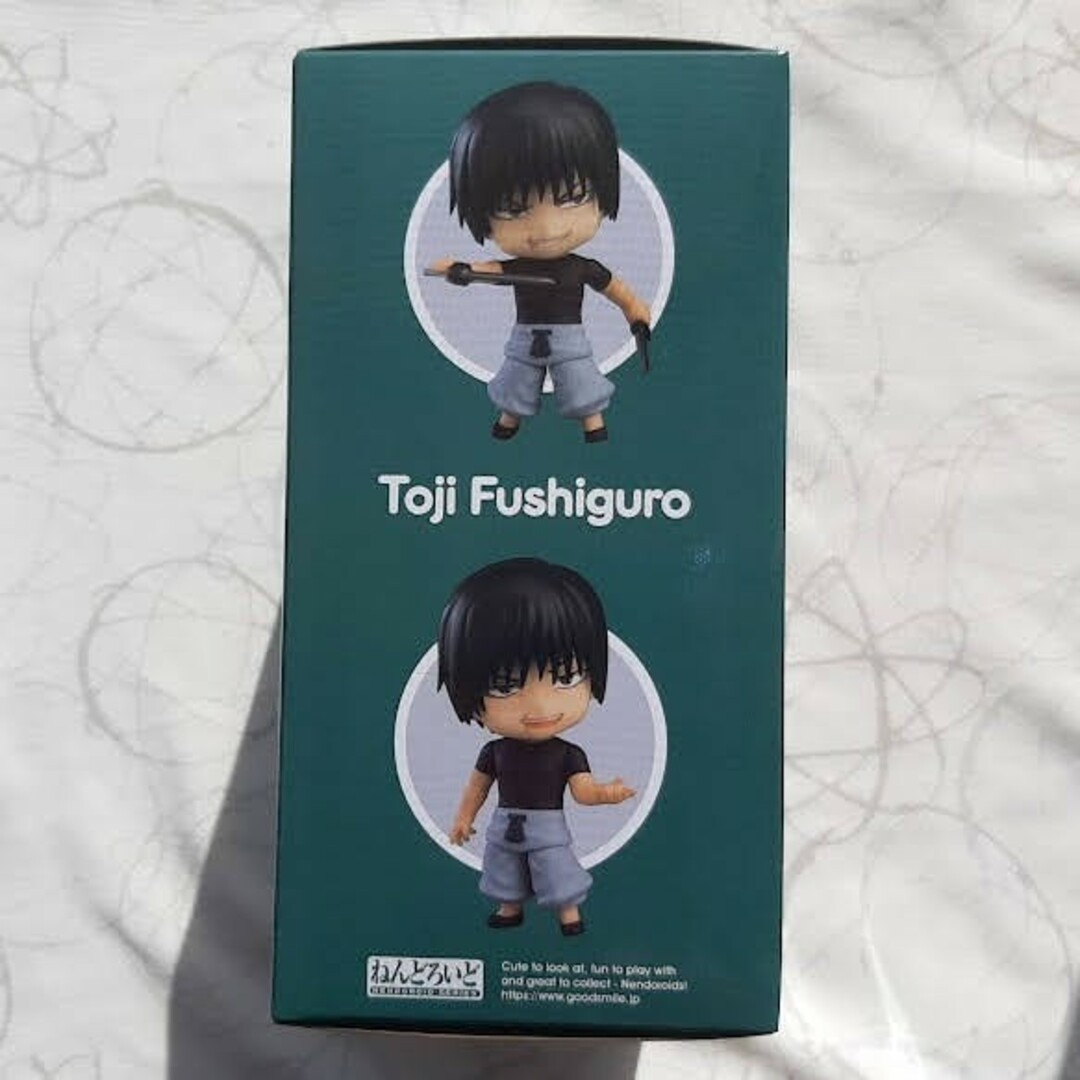 Toji Fushiguro
ねんどろいど
NENDOROID SERIES
Cute to look at, fun to play with
and great to collect - Nendoroids!
https://www.goodsmile.jp